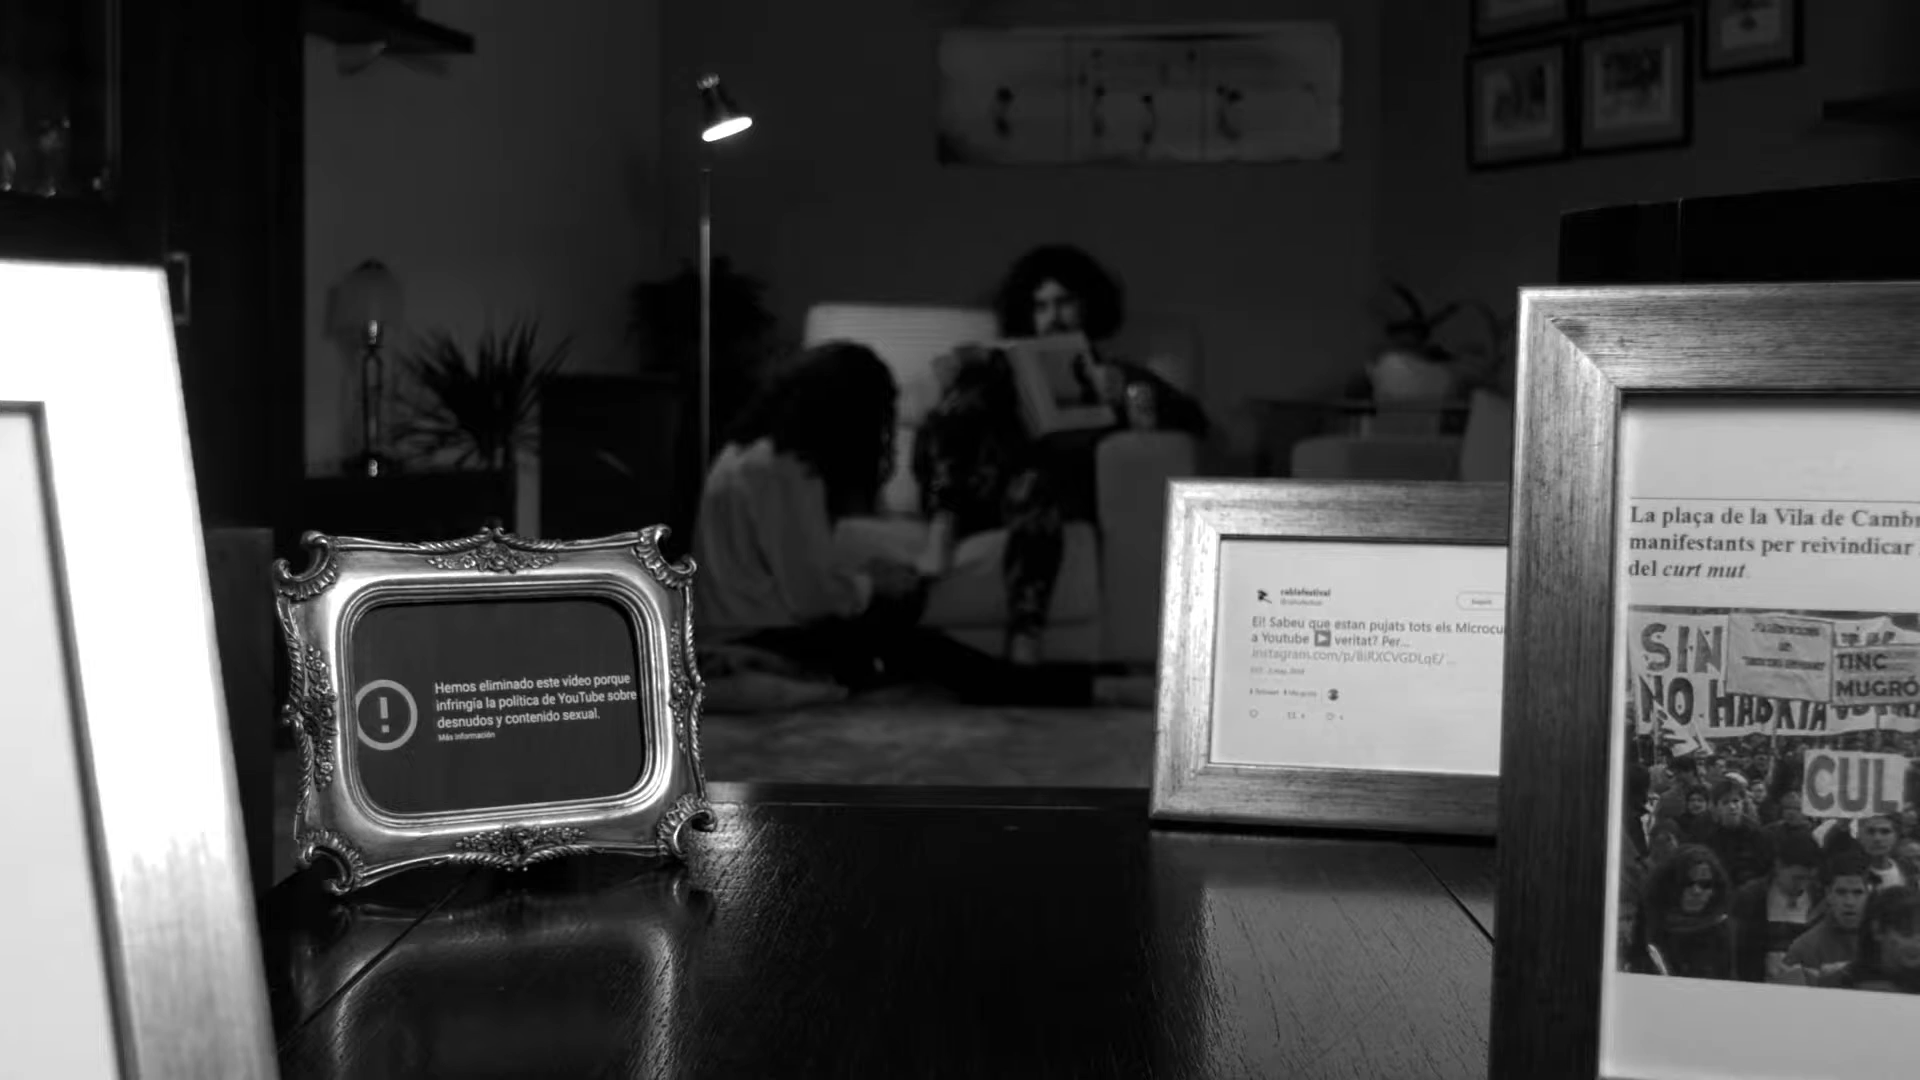 Hemos eliminado este vídeo porque
infringía la política de YouTube sobre
desnudos y contenido sexual.
Más información
rablafestival
Ei! Sabeu que estan pujats tots els Microcu
a Youtube veritat? Per...
instagram.com/p/BiRXCVGDLqE/ ...
La plaça de la Vila de Camb
manifestants per reivindicar
del curt mut
SIN
TINC
MUGRÓ
NO HADRIA
CUL